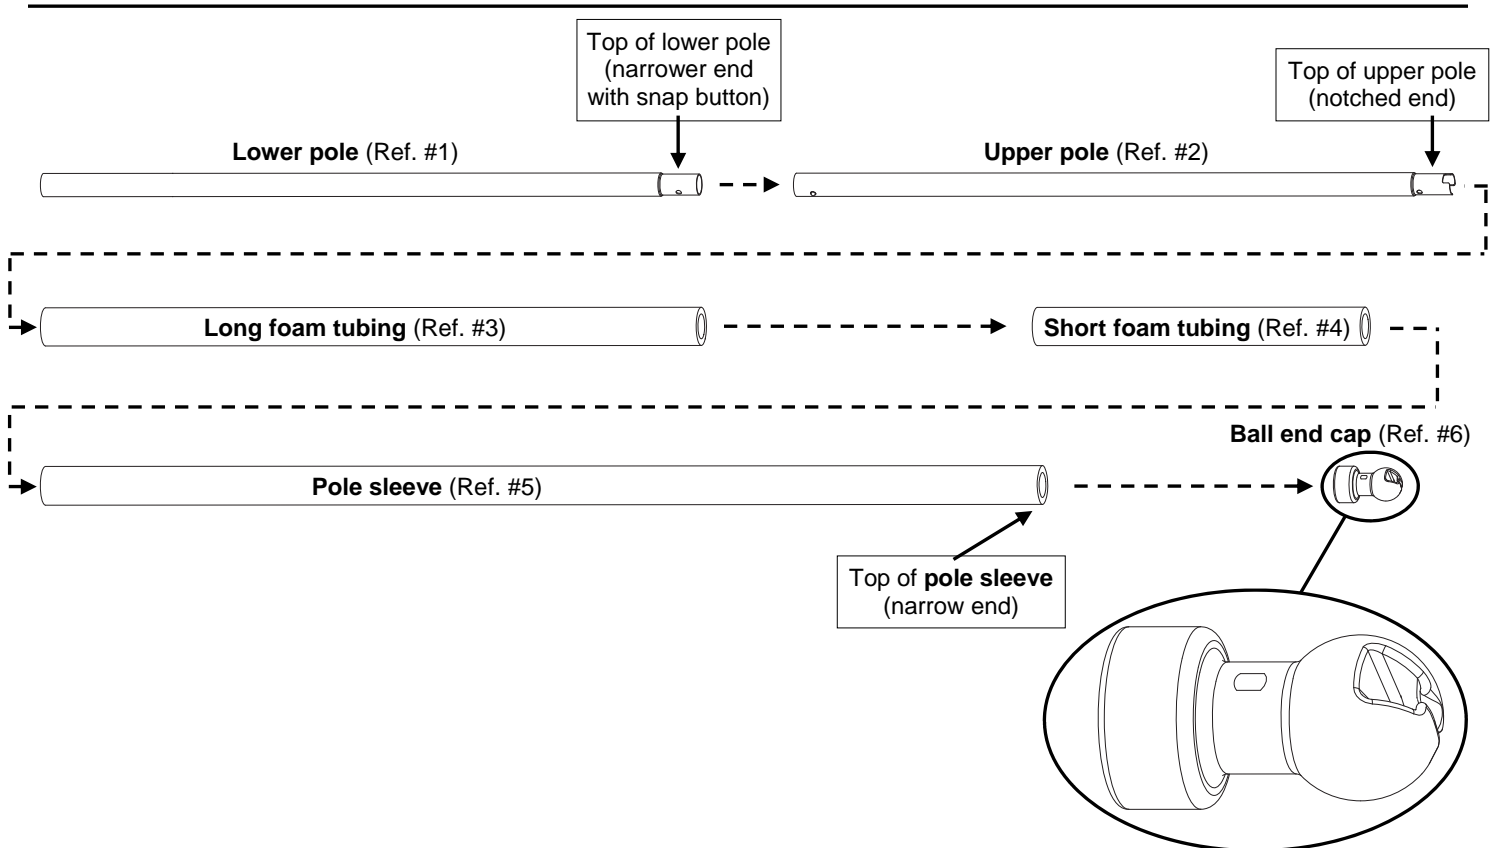 Top of lower pole
(narrower end
with snap button)
Top of upper pole
(notched end)
Lower pole (Ref. #1)
Upper pole (Ref. #2)
Long foam tubing (Ref. #3)
Short foam tubing (Ref. #4)
Ball end cap (Ref. #6)
Pole sleeve (Ref. #5)
Top of pole sleeve
(narrow end)